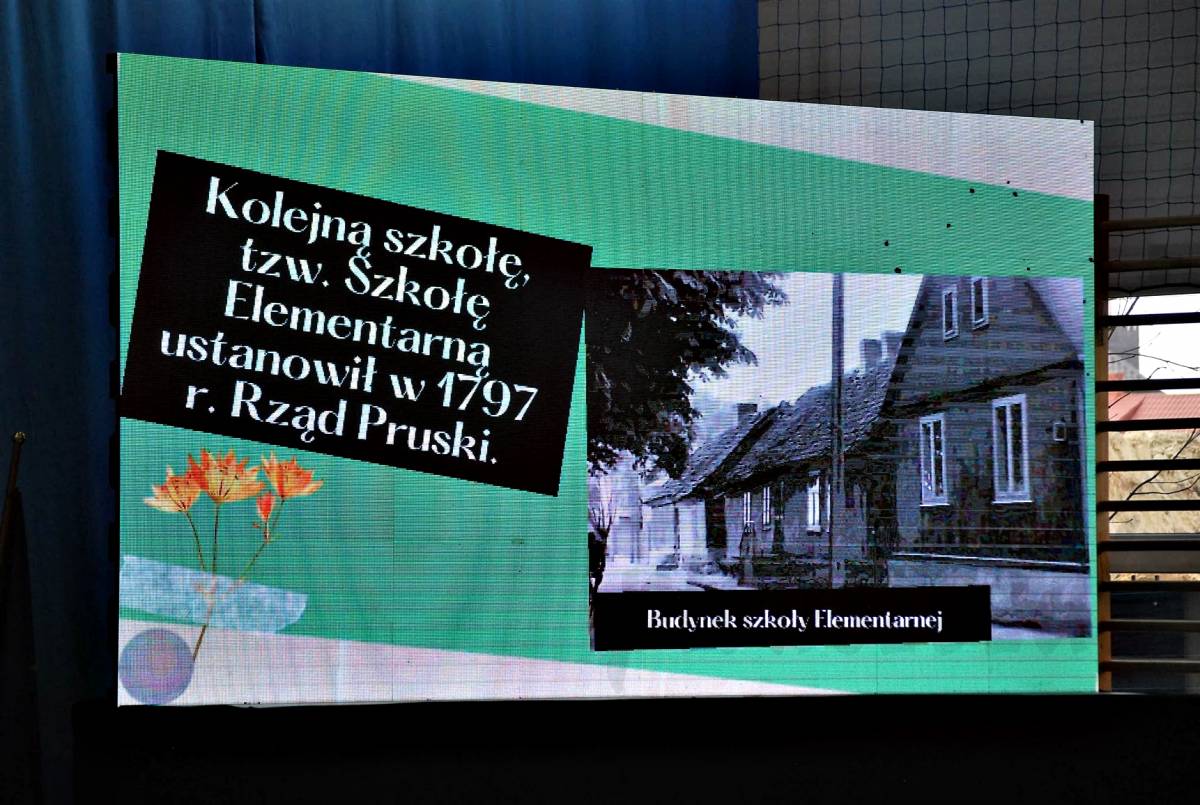 Kolejną szkołę,
tzw. Szkołę
Elementarną
ustanowił w 1797
r. Rząd Pruski.
Budynek szkoły Elementarnej